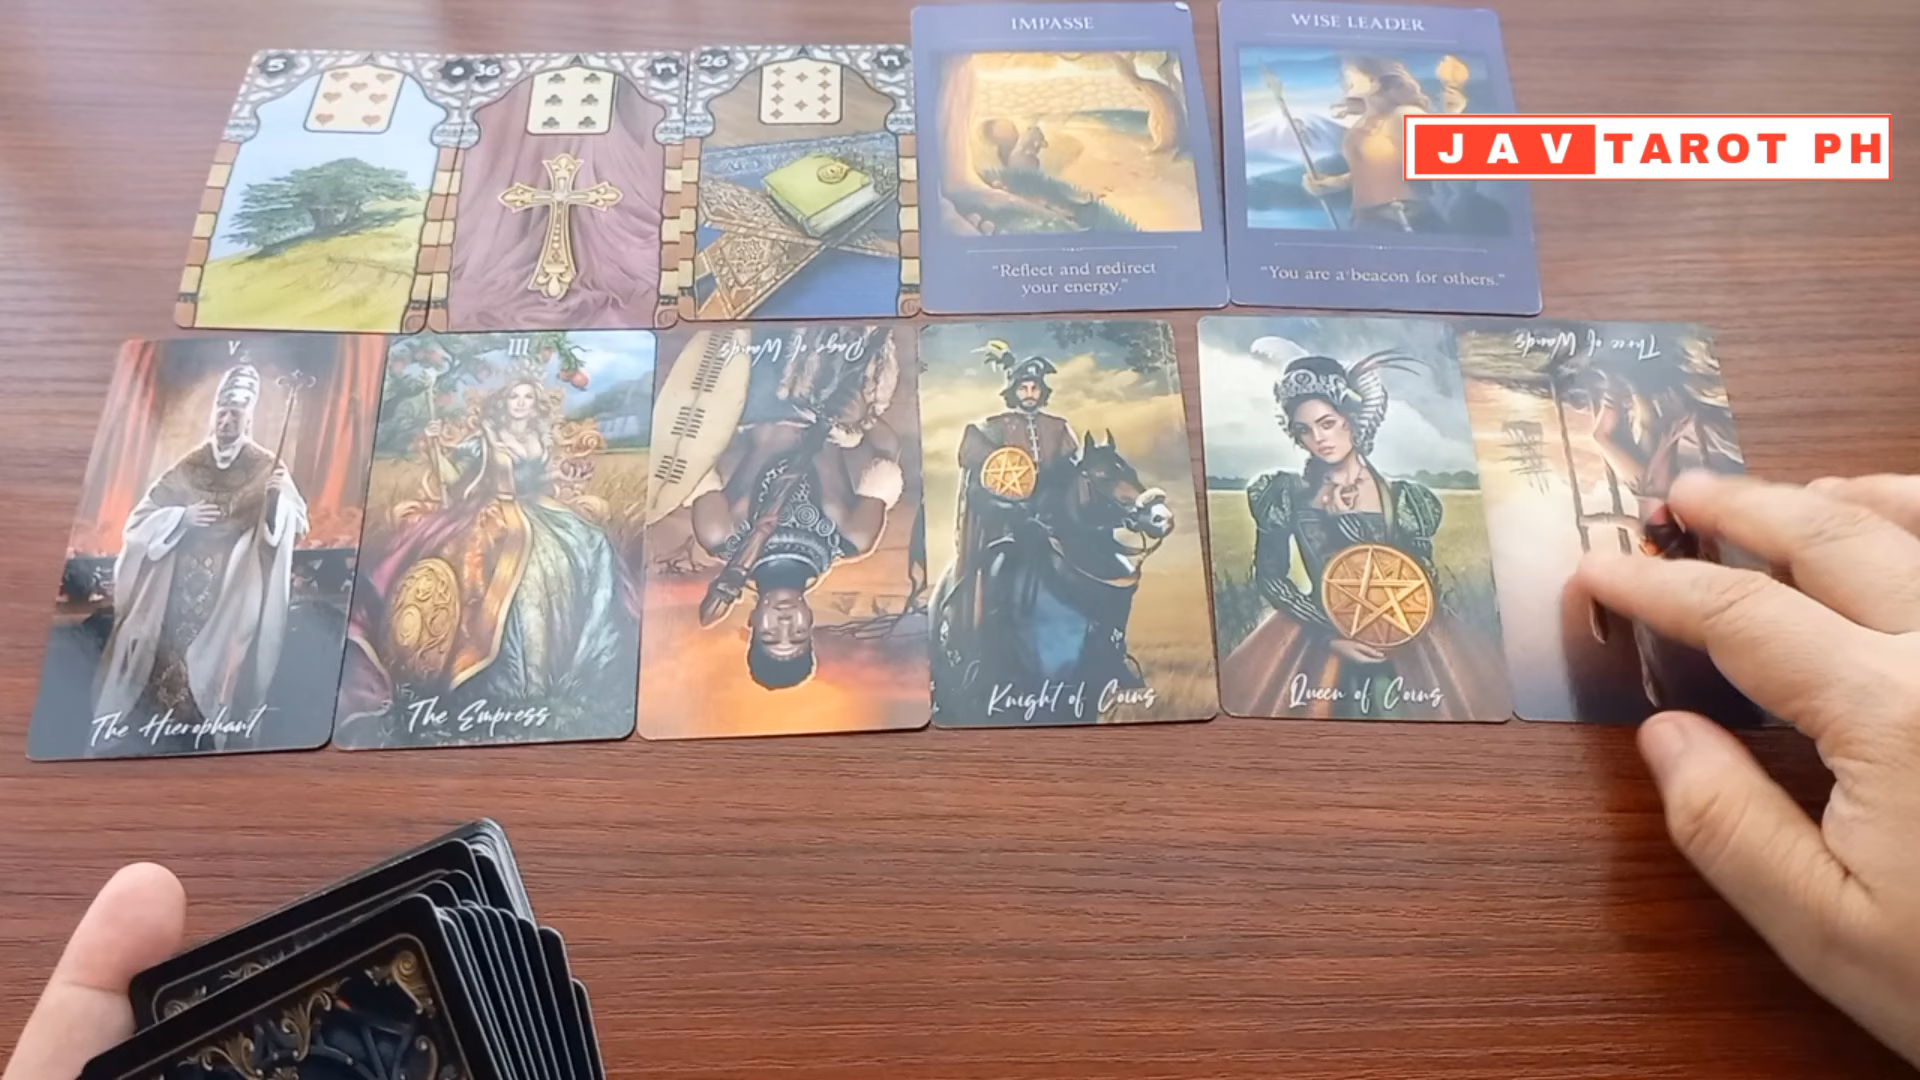 IMPASSE
WISE LEADER
5
36
٣٦
26
JAV TAROT PH
"Reflect and redirect
your energy."
"You are a beacon for others."
V
III
Page of Wands
Three of Wands
The Hierophant
The Empress
Knight of Coins
Queen of Coins